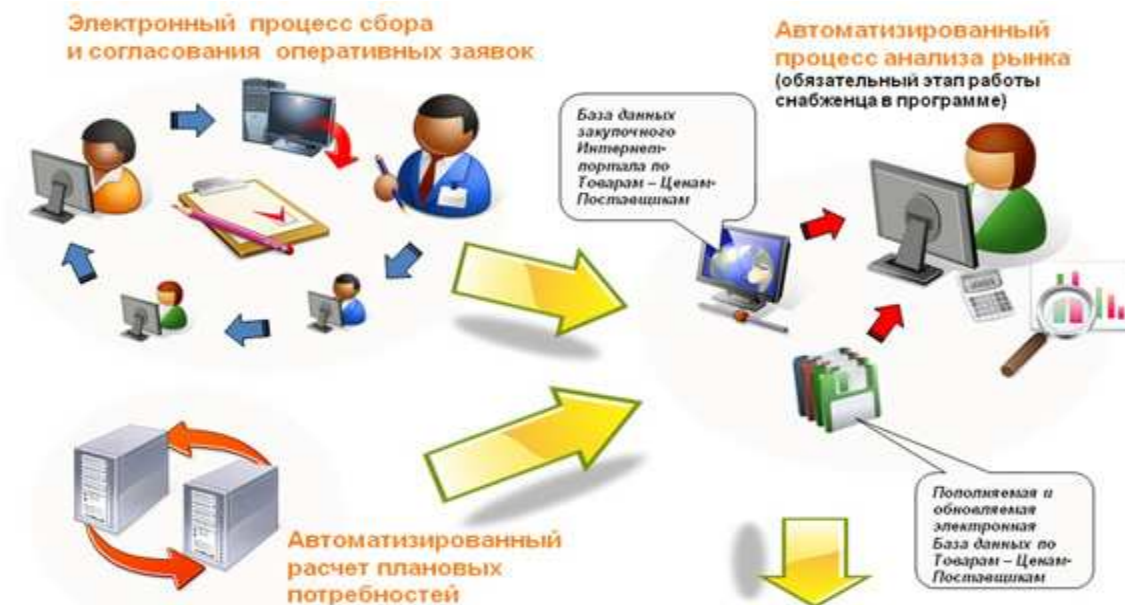 Электронный процесс сбора
и согласования оперативных заявок
Автоматизированный
процесс анализа рынка
(обязательный этап работы
снабженца в программе)
База данных
закупочного
Интернет-
портала по
Товарам – Ценам-
Поставщикам
Пополняемая и
обновляемая
электронная
База данных по
Товарам – Ценам-
Поставщикам
Автоматизированный
расчет плановых
потребностей